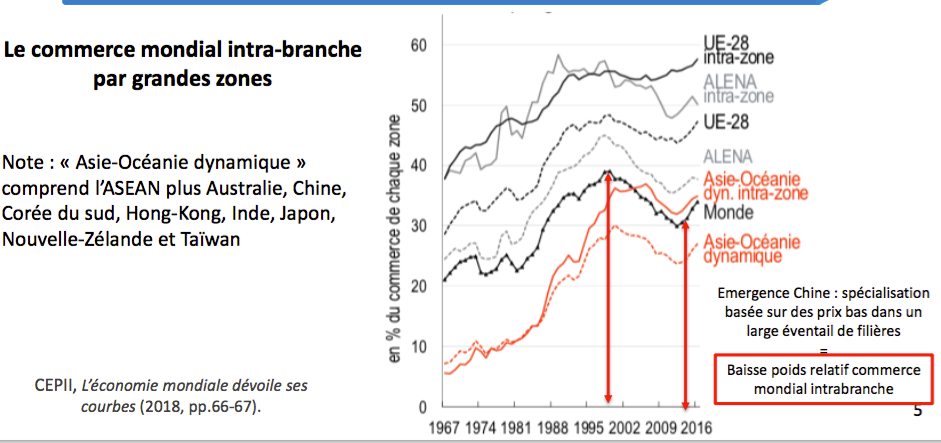 Le commerce mondial intra-branche
par grandes zones
Note : « Asie-Océanie dynamique »
comprend l'ASEAN plus Australie, Chine,
Corée du sud, Hong-Kong, Inde, Japon,
Nouvelle-Zélande et Taïwan
CEPII, L'économie mondiale dévoile ses
courbes (2018, pp.66-67).
en % du commerce de chaque zone
60
50
40
30
20
10
0
1967 1974 1981 1988 1995 2002 2009 2016
UE-28
intra-zone
ALENA
intra-zone
UE-28
ALENA
Asie-Océanie
dyn. intra-zone
Monde
Asie-Océanie
dynamique
Emergence Chine : spécialisation
basée sur des prix bas dans un
large éventail de filières
=
Baisse poids relatif commerce
mondial intrabranche
5